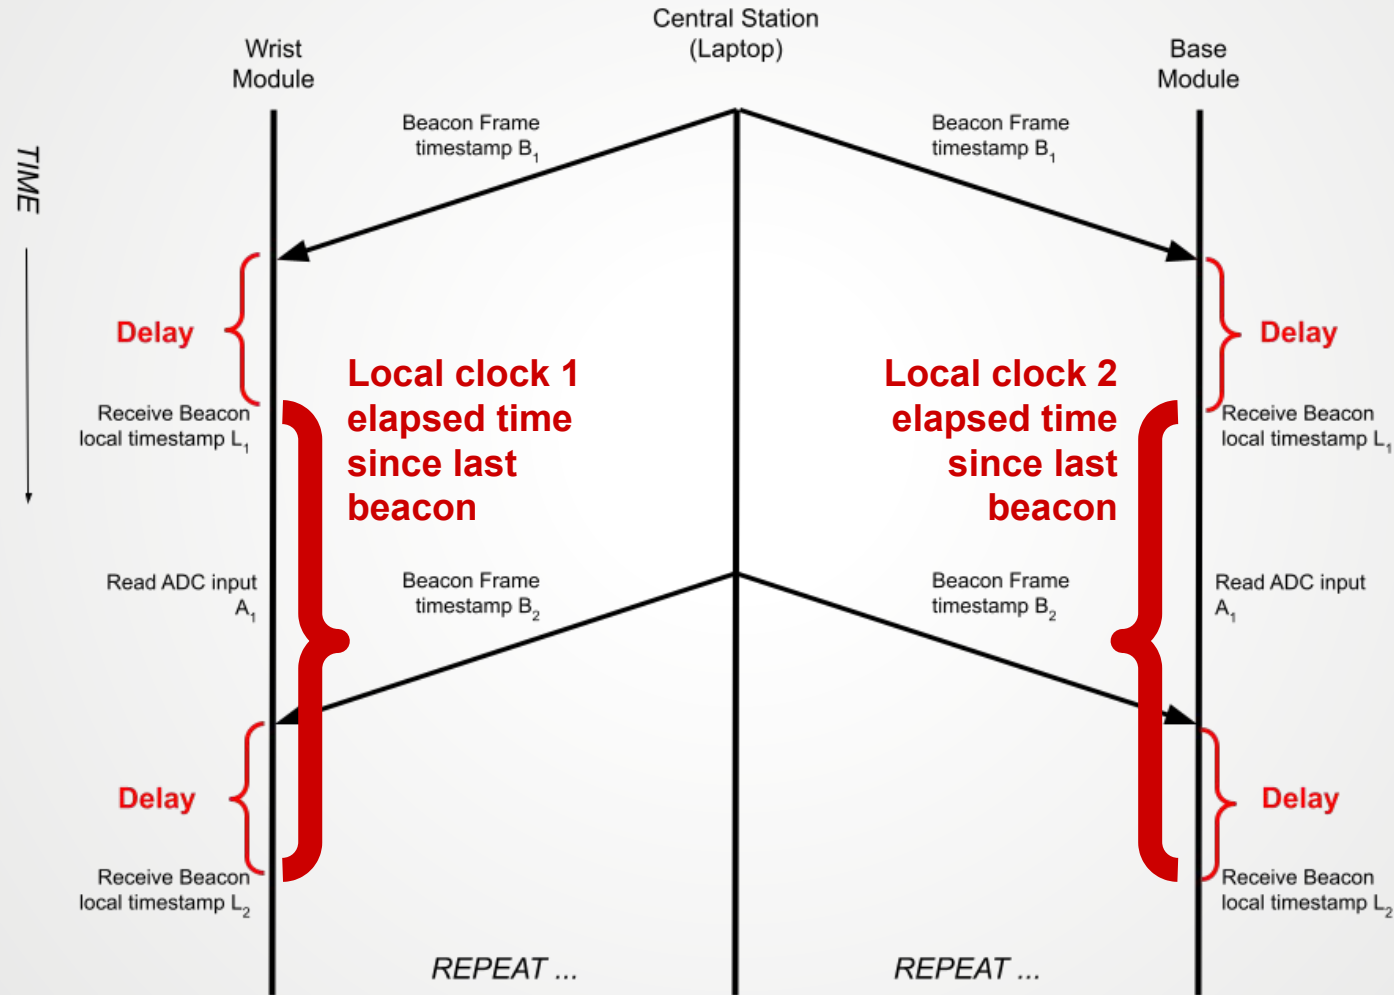 Central Station
(Laptop)
Wrist
Module
Base
Module
TIME
Beacon Frame
timestamp B₁
Beacon Frame
timestamp B₁
Delay
Delay
Local clock 1
elapsed time
since last
beacon
Local clock 2
elapsed time
since last
beacon
Receive Beacon
local timestamp L₁
Receive Beacon
local timestamp L₁
Read ADC input
A₁
Beacon Frame
timestamp B₂
Beacon Frame
timestamp B₂
Read ADC input
A₁
Delay
Delay
Receive Beacon
local timestamp L₂
Receive Beacon
local timestamp L₂
REPEAT ...
REPEAT ...